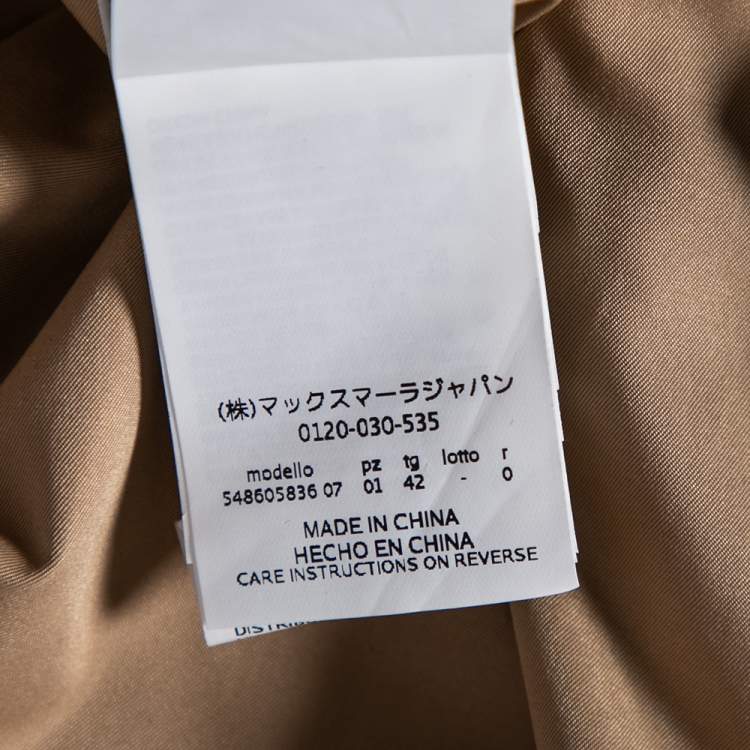 (株)マックスマーラジャパン
0120-030-535
modello pz tg lotto r
548605836 07 01 42 - 0
MADE IN CHINA
HECHO EN CHINA
CARE INSTRUCTIONS ON REVERSE